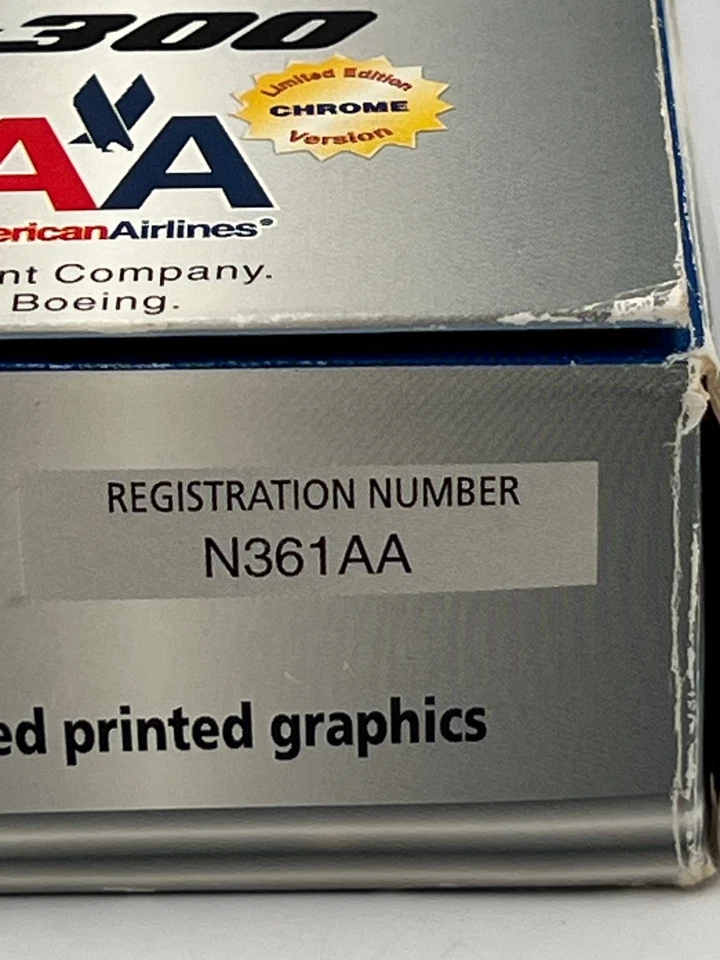 -300
Limited Edition
CHROME
Version
AA
ericanAirlines®
nt Company.
Boeing.
REGISTRATION NUMBER
N361AA
ed printed graphics